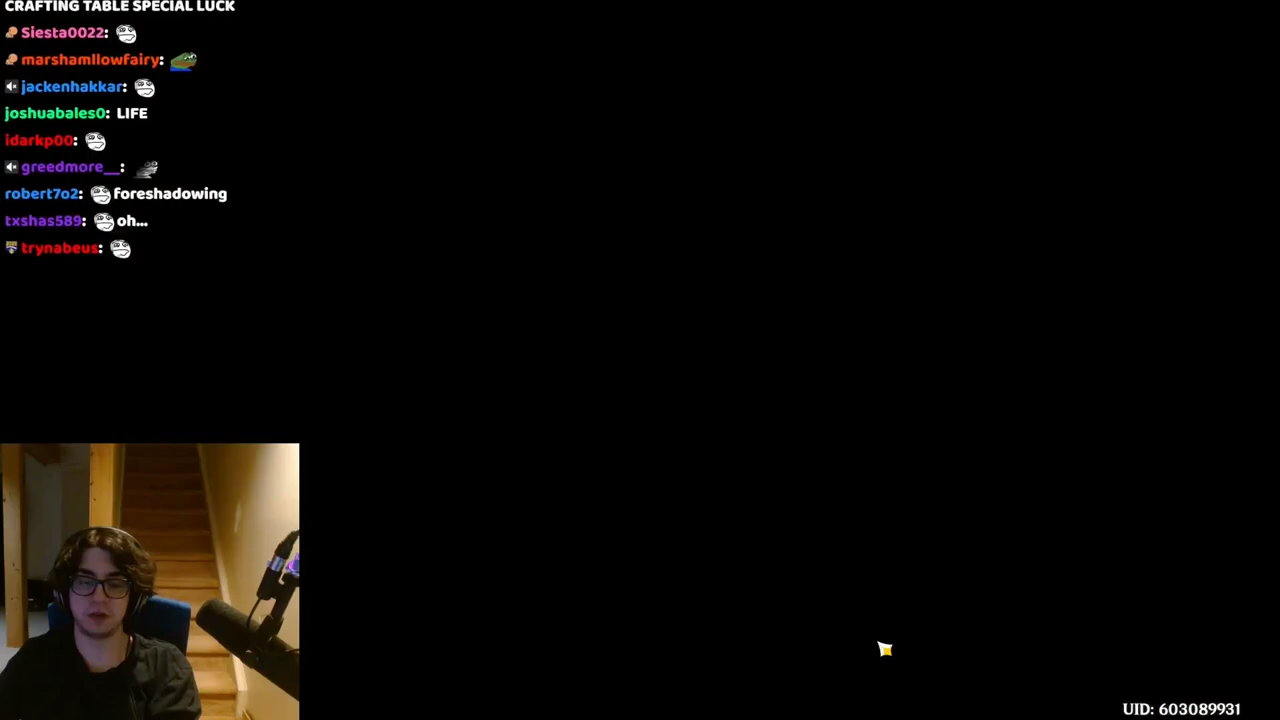 CRAFTING TABLE SPECIAL LUCK
Siesta0022:
marshamllowfairy:
jackenhakkar:
joshuabales0: LIFE
idarkp00:
greedmore__:
robert7o2: foreshadowing
txshas589: oh...
trynabeus:
UID: 603089931